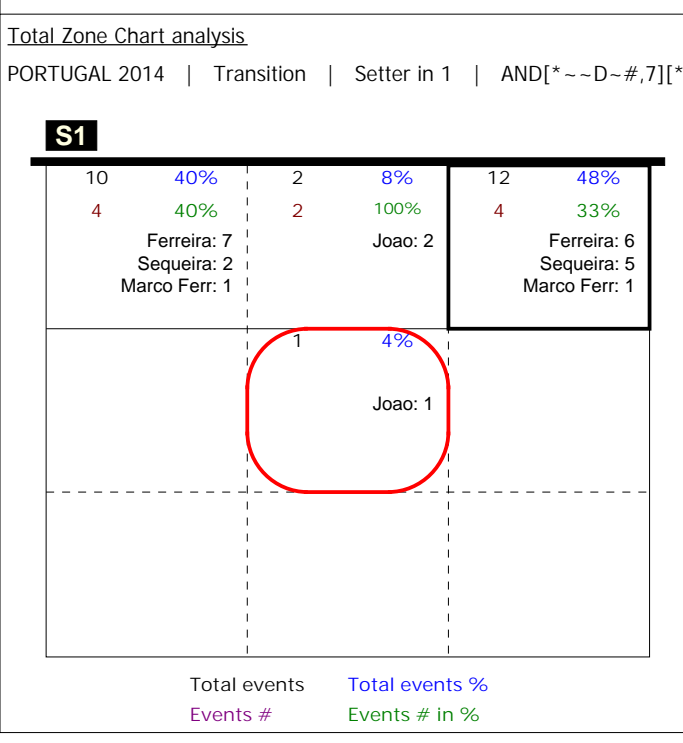 Total Zone Chart analysis
PORTUGAL 2014 | Transition | Setter in 1 | AND[*~~D~#,7][*
S1
10 40% 2 8% 12 48%
4 40% 2 100% 4 33%
Ferreira: 7 Joao: 2 Ferreira: 6
Sequeira: 2 Sequeira: 5
Marco Ferr: 1 Marco Ferr: 1
1 4%
Joao: 1
Total events Total events %
Events # Events # in %